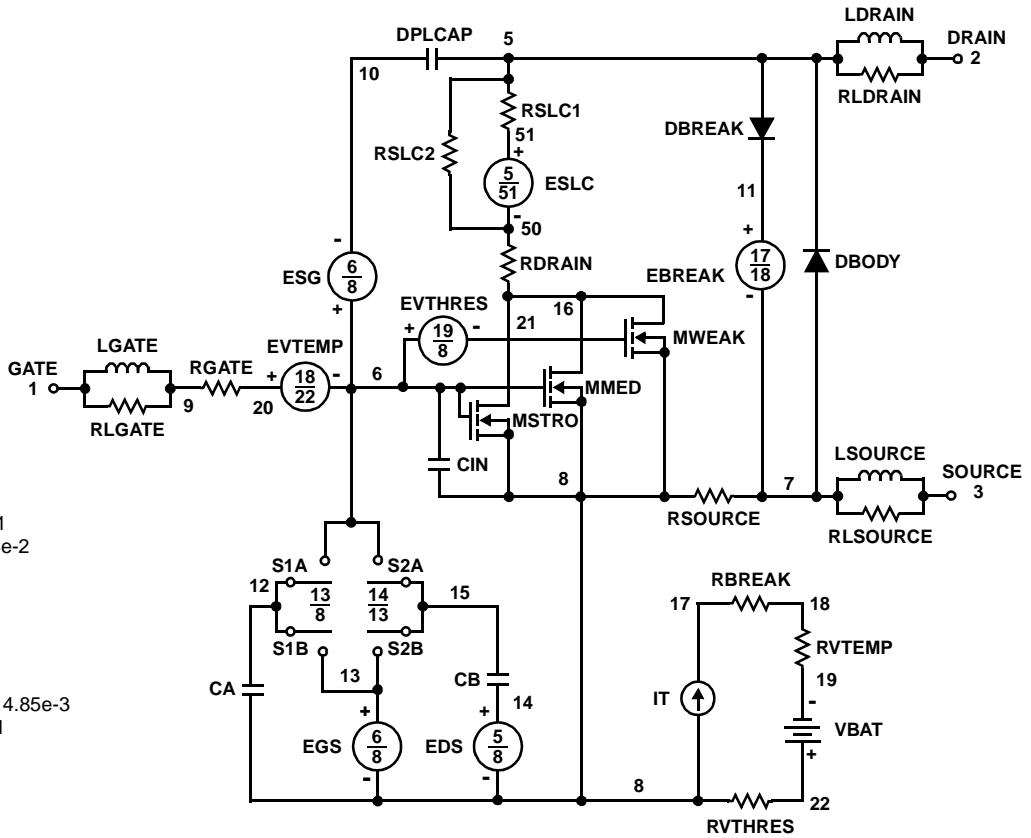 LDRAIN
DPLCAP
5
DRAIN
2
10
RLDRAIN
RSLC1
DBREAK
51
+
RSLC2
5
51
ESLC
-
11
50
-
+
6
8
ESG
+
RDRAIN
17
18
EBREAK
-
DBODY
EVTHRES
16
+
19
8
-
21
MWEAK
LGATE
EVTEMP
GATE
1
RGATE
+
18
22
-
6
MMED
9
20
RLGATE
MSTRO
LSOURCE
CIN
8
7
SOURCE
3
RSOURCE
RLSOURCE
e-2
S1A
S2A
12
13
8
14
13
15
RBREAK
17
18
S1B
S2B
RVTEMP
13
CB
19
CA
14
-
4.85e-3
IT
+
+
VBAT
EGS
6
8
EDS
5
8
+
-
-
8
22
RVTHRES